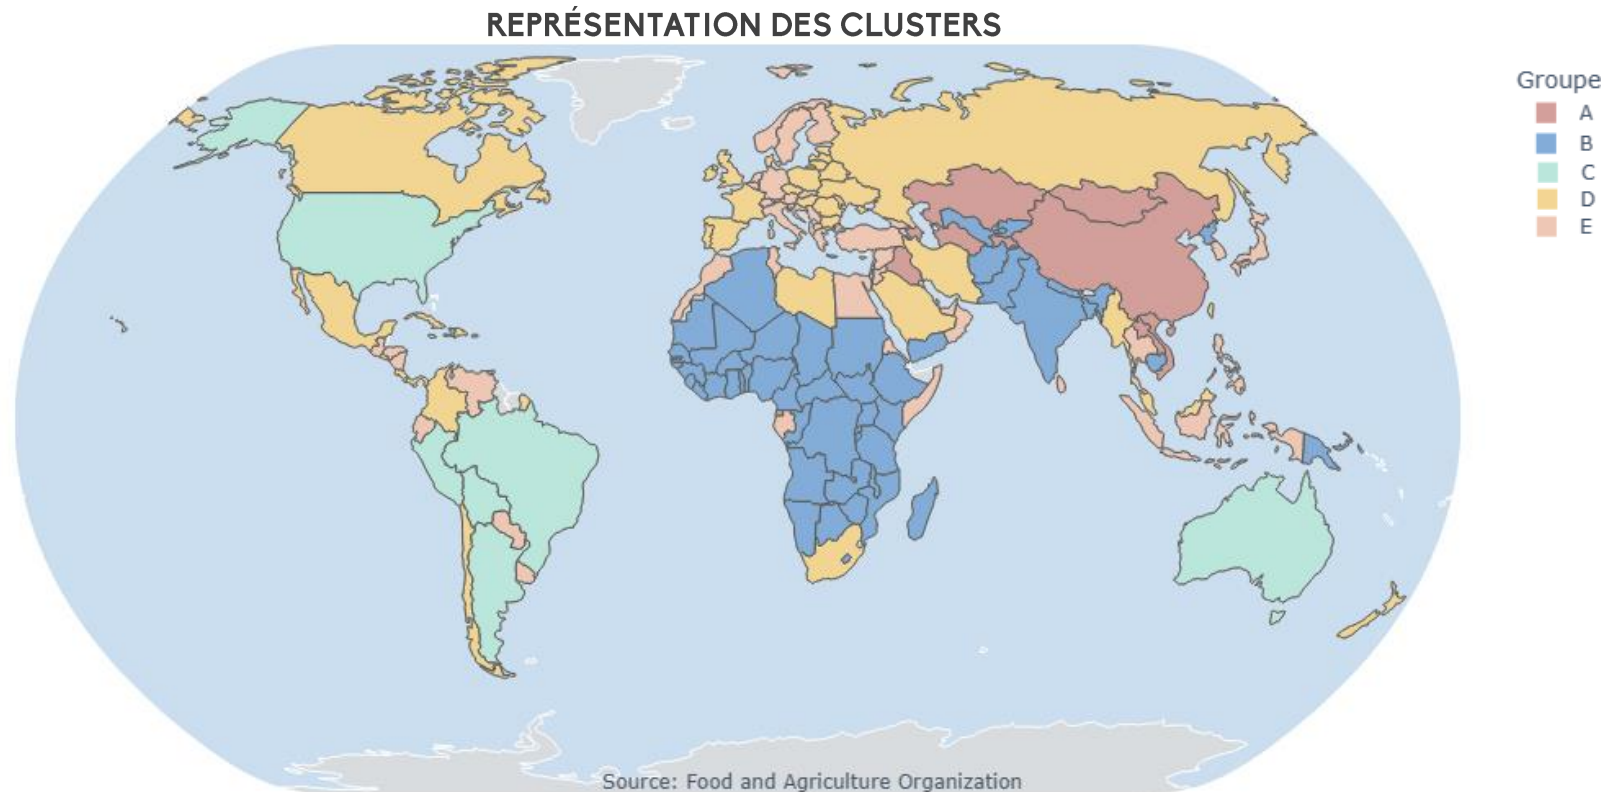 REPRÉSENTATION DES CLUSTERS
Groupe
A
B
C
D
E
Source: Food and Agriculture Organization